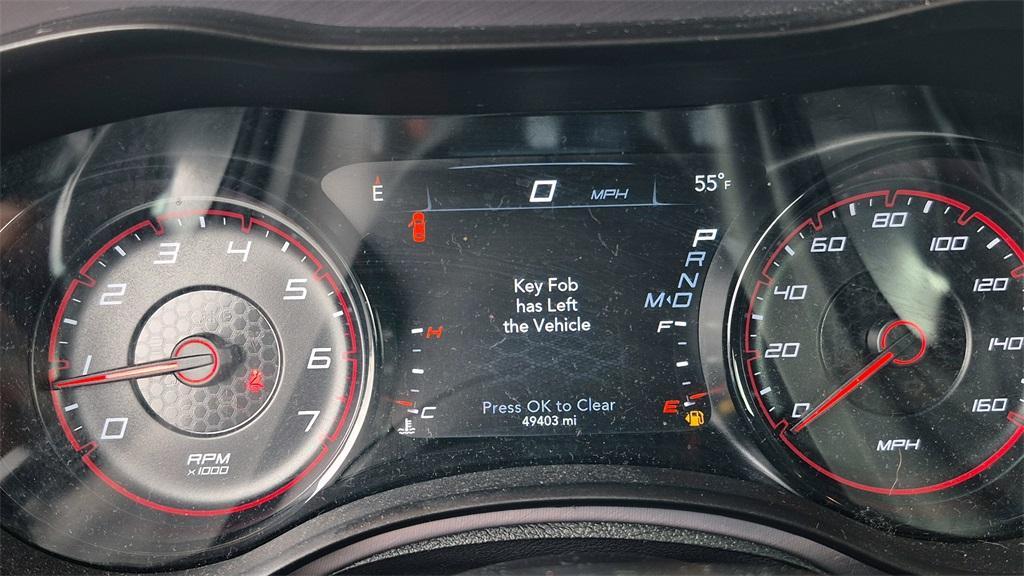 E
0 MPH
55°F
Key Fob
has Left
the Vehicle
Press OK to Clear
49403 mi
P
R
N
M◂D
F
E
H
C
0
1
2
3
4
5
6
7
RPM
x1000
0
20
40
60
80
100
120
140
160
MPH